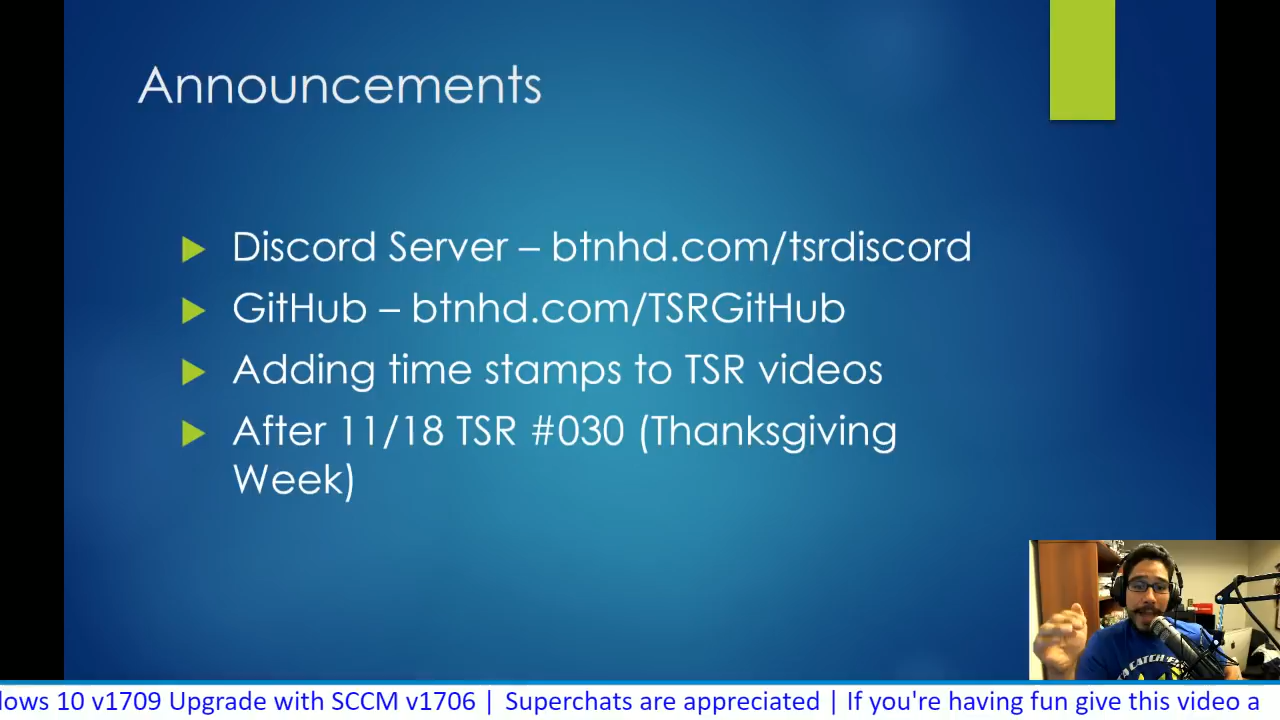 Announcements
Discord Server – btnhd.com/tsrdiscord
GitHub – btnhd.com/TSRGitHub
Adding time stamps to TSR videos
After 11/18 TSR #030 (Thanksgiving
Week)
10 v1709 Upgrade with SCCM v1706 | Superchats are appreciated | If you're having fun give this video a